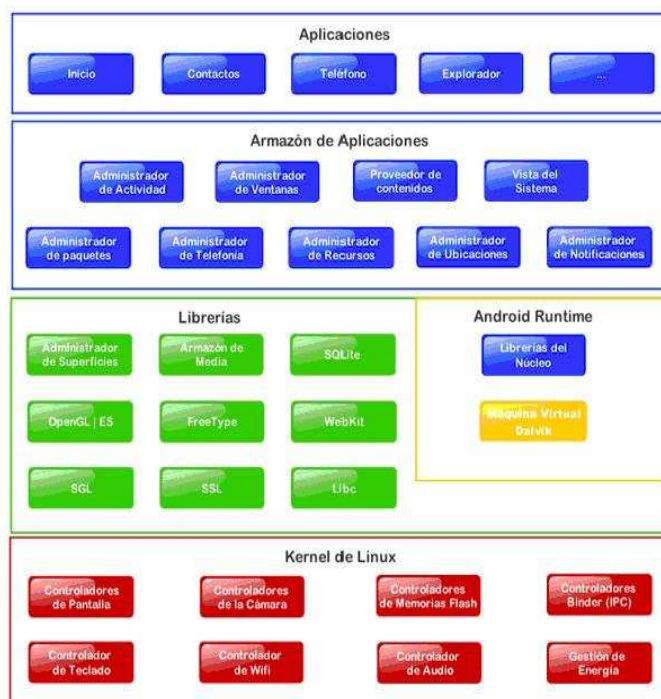 Aplicaciones
Inicio
Contactos
Teléfono
Explorador
...
Armazón de Aplicaciones
Administrador
de Actividad
Administrador
de Ventanas
Proveedor de
contenidos
Vista del
Sistema
Administrador
de paquetes
Administrador
de Telefonía
Administrador
de Recursos
Administrador
de Ubicaciones
Administrador
de Notificaciones
Librerías
Administrador
de Superficies
Armazón de
Media
SQLite
OpenGL | ES
FreeType
WebKit
SGL
SSL
Libc
Android Runtime
Librerías del
Núcleo
Máquina Virtual
Dalvik
Kernel de Linux
Controladores
de Pantalla
Controladores
de la Cámara
Controladores
de Memorias Flash
Controladores
Binder (IPC)
Controlador
de Teclado
Controlador
de Wifi
Controlador
de Audio
Gestión de
Energía